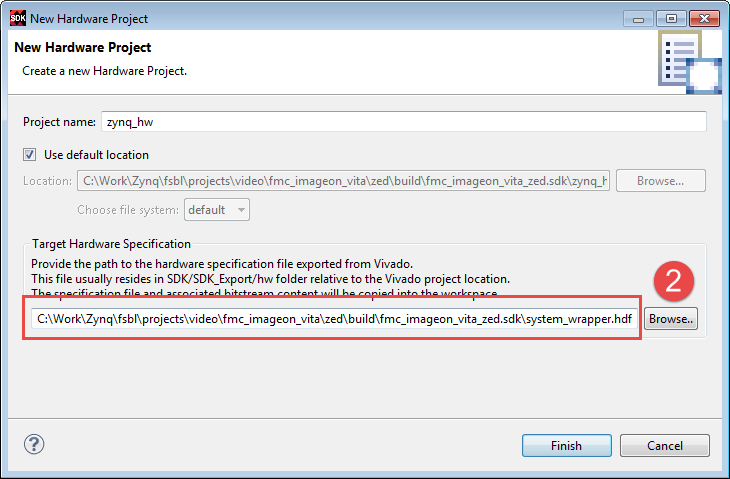 SDK New Hardware Project
New Hardware Project
Create a new Hardware Project.
Project name: zynq_hw
Use default location
Location: C:\Work\Zynq\fsbl\projects\video\fmc_imageon_vita\zed\build\fmc_imageon_vita_zed.sdk\zynq_h Browse...
Choose file system: default
Target Hardware Specification
Provide the path to the hardware specification file exported from Vivado.
This file usually resides in SDK/SDK_Export/hw folder relative to the Vivado project location.
The specification file and associated bitstream content will be copied into the workspace.
2
C:\Work\Zynq\fsbl\projects\video\fmc_imageon_vita\zed\build\fmc_imageon_vita_zed.sdk\system_wrapper.hdf Browse..
? Finish Cancel